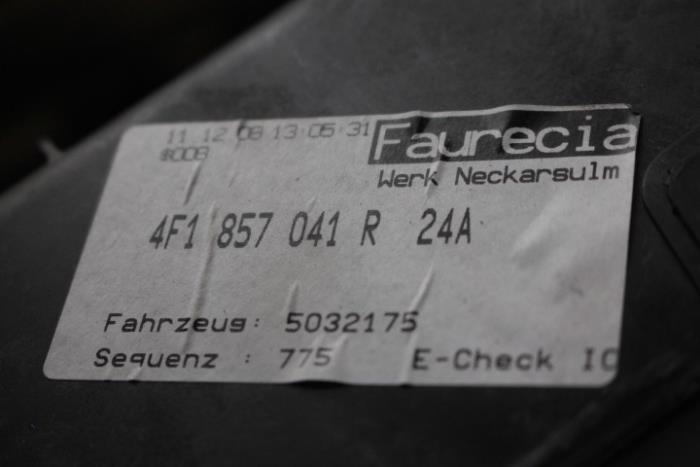 11.12.08 13:05:31
Faurecia
Werk Neckarsulm
4F1 857 041 R 24A
Fahrzeug: 5032175
Sequenz : 775 E-Check IO